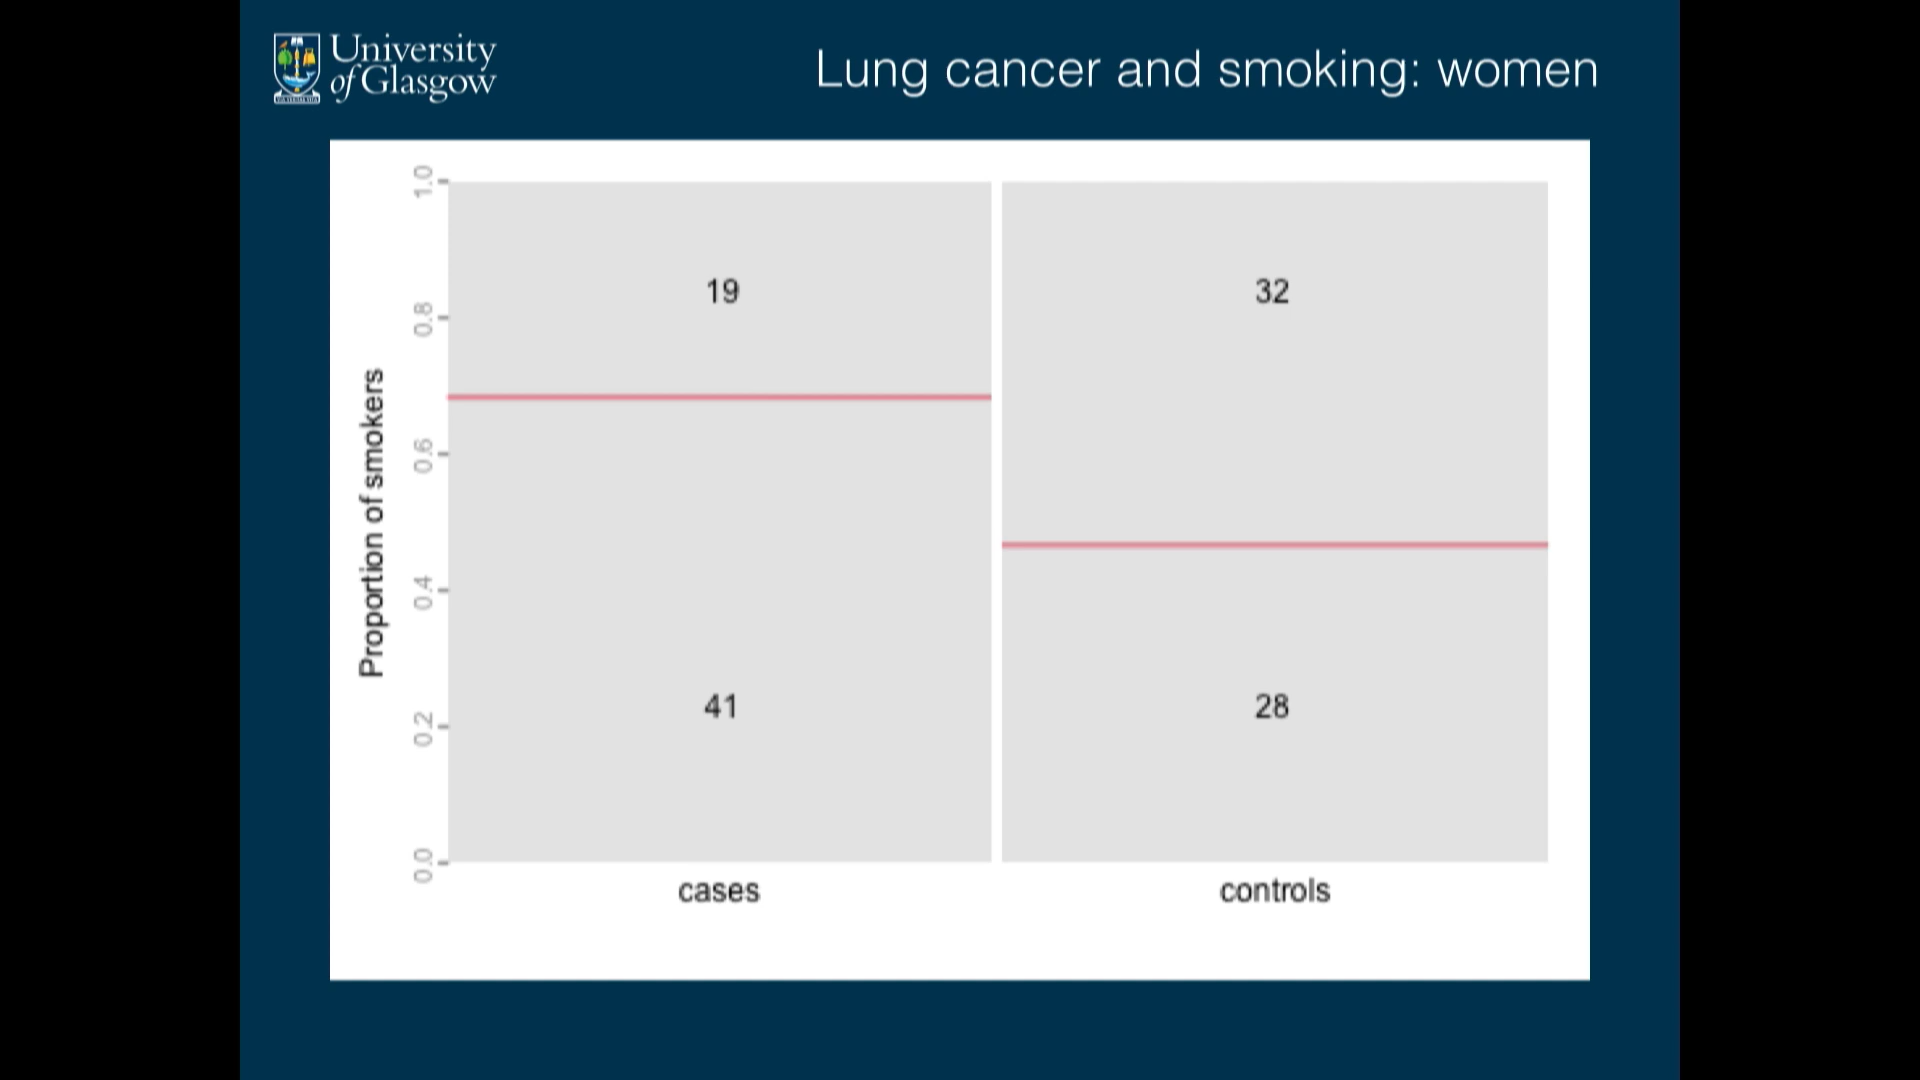 University
of Glasgow
Lung cancer and smoking: women
Proportion of smokers
1.0
0.8
0.6
0.4
0.2
0.0
19
32
41
28
cases
controls